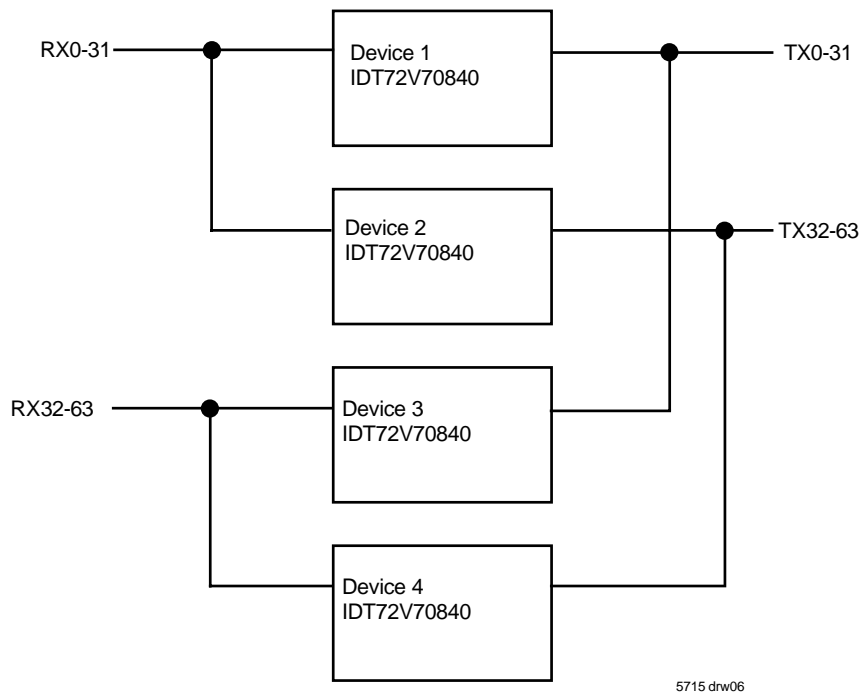 RX0-31
Device 1
IDT72V70840
TX0-31
Device 2
IDT72V70840
TX32-63
RX32-63
Device 3
IDT72V70840
Device 4
IDT72V70840
5715 drw06